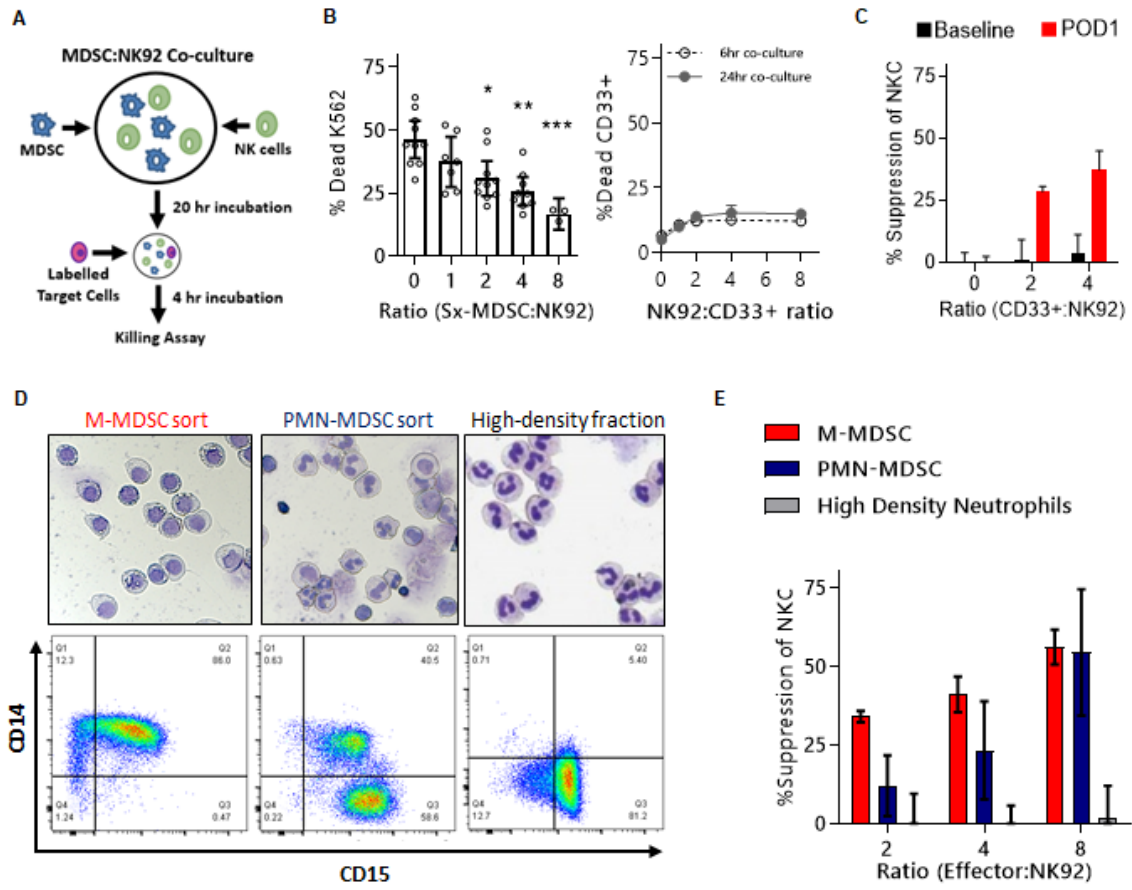 A
MDSC:NK92 Co-culture
MDSC
NK cells
20 hr incubation
Labelled
Target Cells
4 hr incubation
Killing Assay
B
% Dead K562
75
50
25
0
*
**
***
0 1 2 4 8
Ratio (Sx-MDSC:NK92)
%Dead CD33+
75
50
25
0
6hr co-culture
24hr co-culture
0 2 4 6 8
NK92:CD33+ ratio
C
Baseline POD1
% Suppression of NKC
75
50
25
0
0 2 4
Ratio (CD33+:NK92)
D
M-MDSC sort PMN-MDSC sort High-density fraction
CD14
Q1
12.3
Q2
86.0
Q4
1.24
Q3
0.47
Q1
0.63
Q2
40.5
Q4
0.22
Q3
58.6
Q1
0.71
Q2
5.40
Q4
12.7
Q3
81.2
CD15
E
M-MDSC
PMN-MDSC
High Density Neutrophils
%Suppression of NKC
75
50
25
0
2 4 8
Ratio (Effector:NK92)